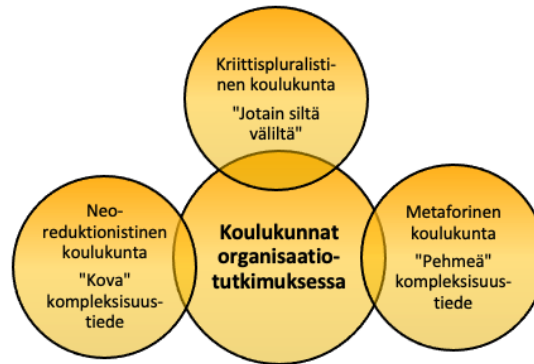 Kriittispluralisti-
nen koulukunta
"Jotain siltä
väliltä"
Neo-
reduktionistinen
koulukunta
"Kova"
kompleksisuus-
tiede
Koulukunnat
organisaatio-
tutkimuksessa
Metaforinen
koulukunta
"Pehmeä"
kompleksisuus-
tiede